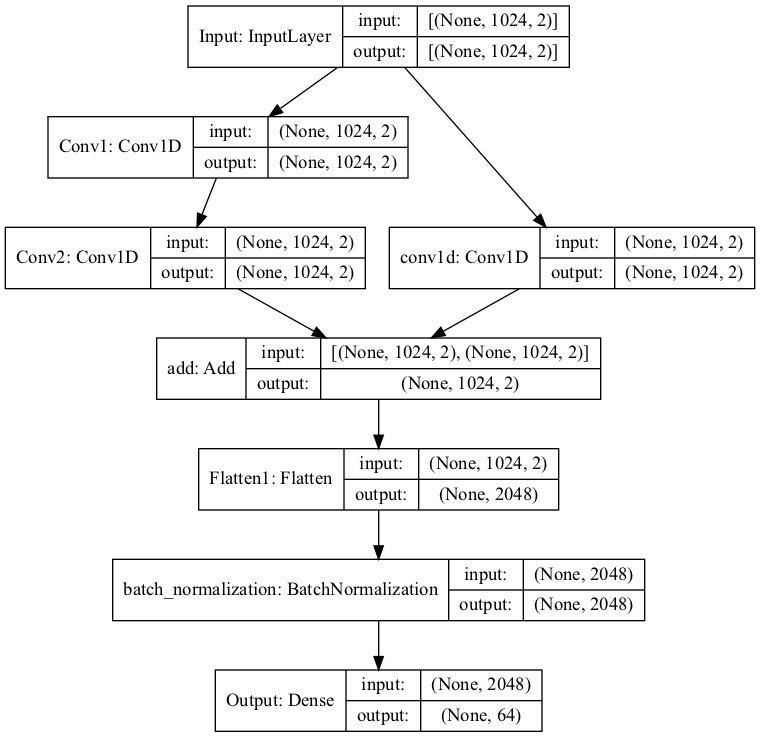 Input: InputLayer
input: [(None, 1024, 2)]
output: [(None, 1024, 2)]
Conv1: Conv1D
input: (None, 1024, 2)
output: (None, 1024, 2)
Conv2: Conv1D
input: (None, 1024, 2)
output: (None, 1024, 2)
conv1d: Conv1D
input: (None, 1024, 2)
output: (None, 1024, 2)
add: Add
input: [(None, 1024, 2), (None, 1024, 2)]
output: (None, 1024, 2)
Flatten1: Flatten
input: (None, 1024, 2)
output: (None, 2048)
batch_normalization: BatchNormalization
input: (None, 2048)
output: (None, 2048)
Output: Dense
input: (None, 2048)
output: (None, 64)